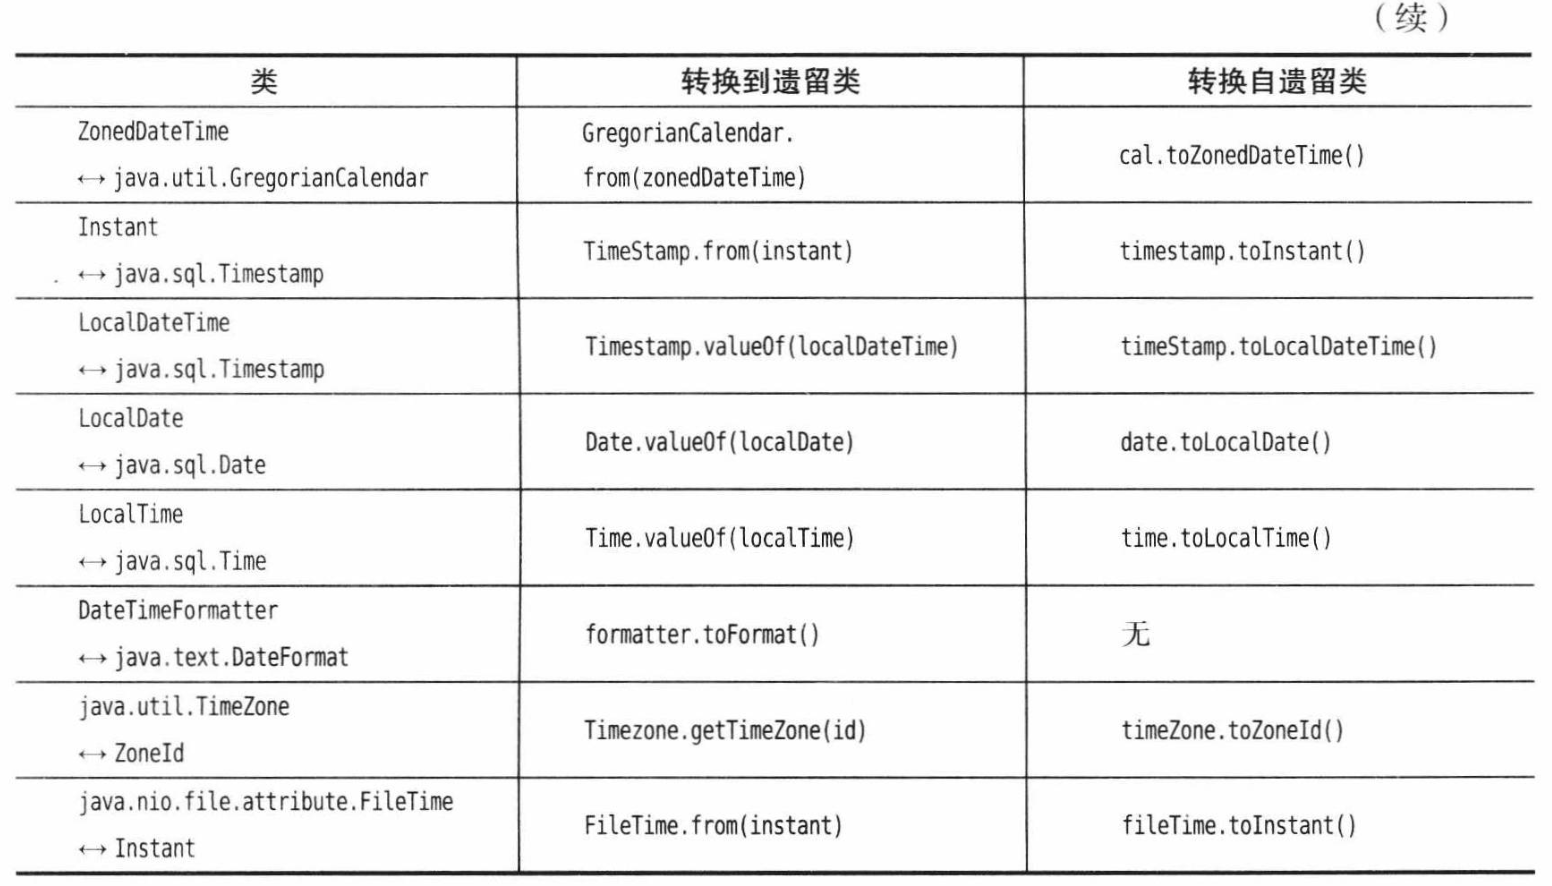 （续）
类 转换到遗留类 转换自遗留类
ZonedDateTime
↔ java.util.GregorianCalendar
GregorianCalendar.
from(zonedDateTime)
cal.toZonedDateTime()
Instant
↔ java.sql.Timestamp
TimeStamp.from(instant)
timestamp.toInstant()
LocalDateTime
↔ java.sql.Timestamp
Timestamp.valueOf(localDateTime)
timeStamp.toLocalDateTime()
LocalDate
↔ java.sql.Date
Date.valueOf(localDate)
date.toLocalDate()
LocalTime
↔ java.sql.Time
Time.valueOf(localTime)
time.toLocalTime()
DateTimeFormatter
↔ java.text.DateFormat
formatter.toFormat()
无
java.util.TimeZone
↔ ZoneId
Timezone.getTimeZone(id)
timeZone.toZoneId()
java.nio.file.attribute.FileTime
↔ Instant
FileTime.from(instant)
fileTime.toInstant()